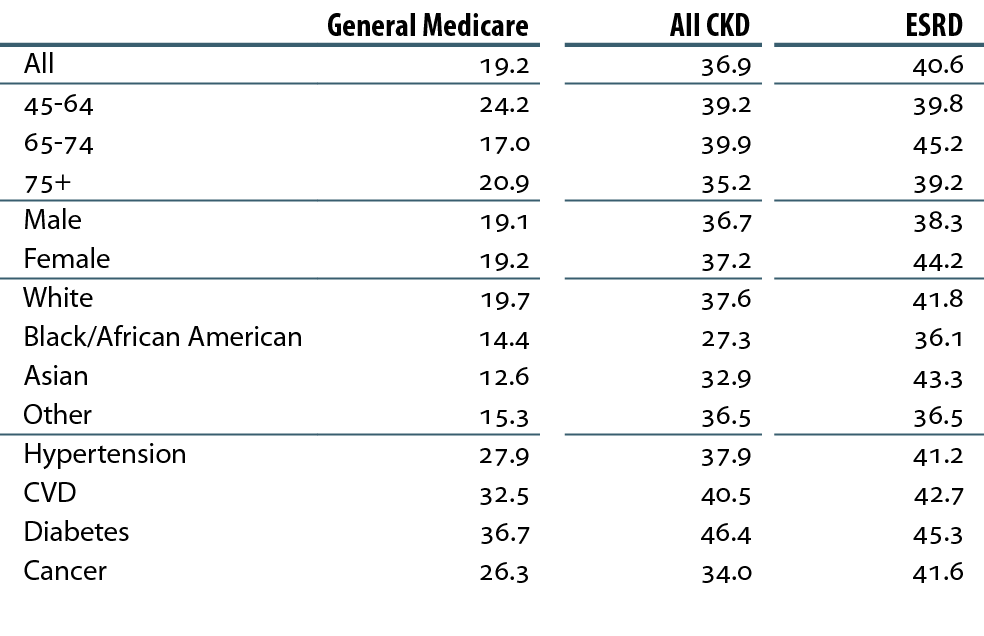 General Medicare All CKD ESRD
All 19.2 36.9 40.6
45-64 24.2 39.2 39.8
65-74 17.0 39.9 45.2
75+ 20.9 35.2 39.2
Male 19.1 36.7 38.3
Female 19.2 37.2 44.2
White 19.7 37.6 41.8
Black/African American 14.4 27.3 36.1
Asian 12.6 32.9 43.3
Other 15.3 36.5 36.5
Hypertension 27.9 37.9 41.2
CVD 32.5 40.5 42.7
Diabetes 36.7 46.4 45.3
Cancer 26.3 34.0 41.6